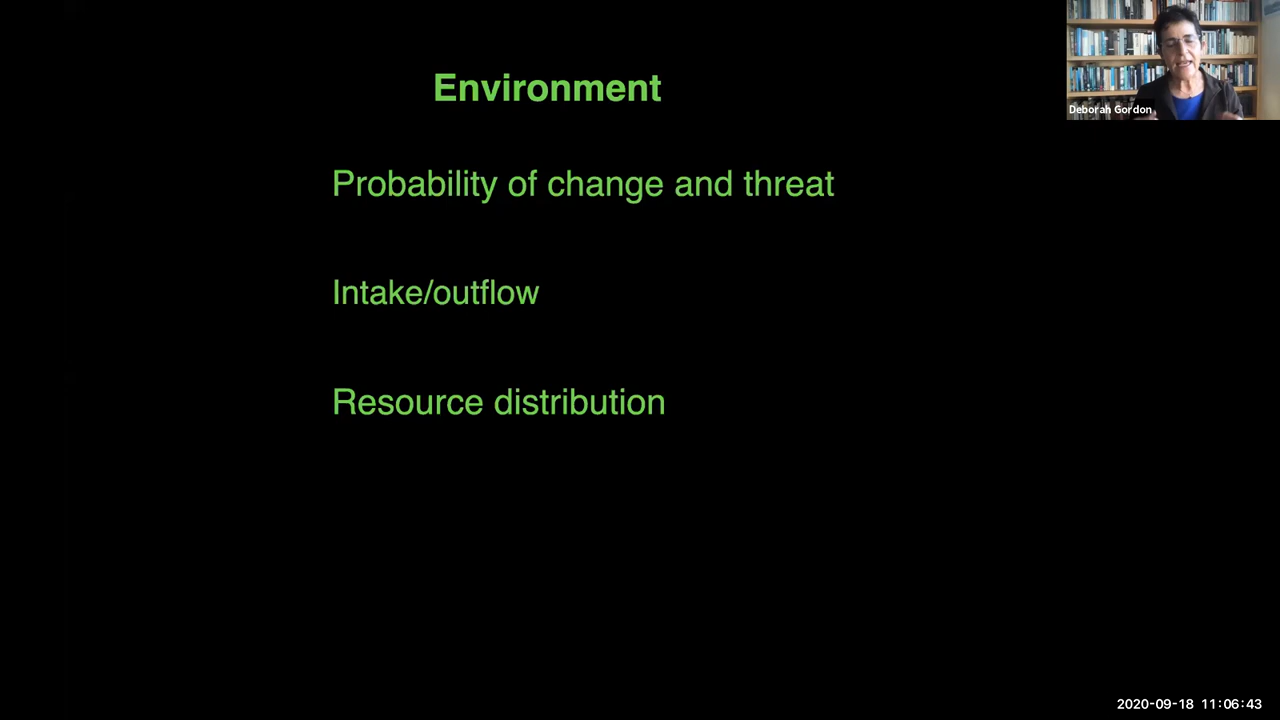 Environment
Deborah Gordon
Probability of change and threat
Intake/outflow
Resource distribution
2020-09-18 11:06:43